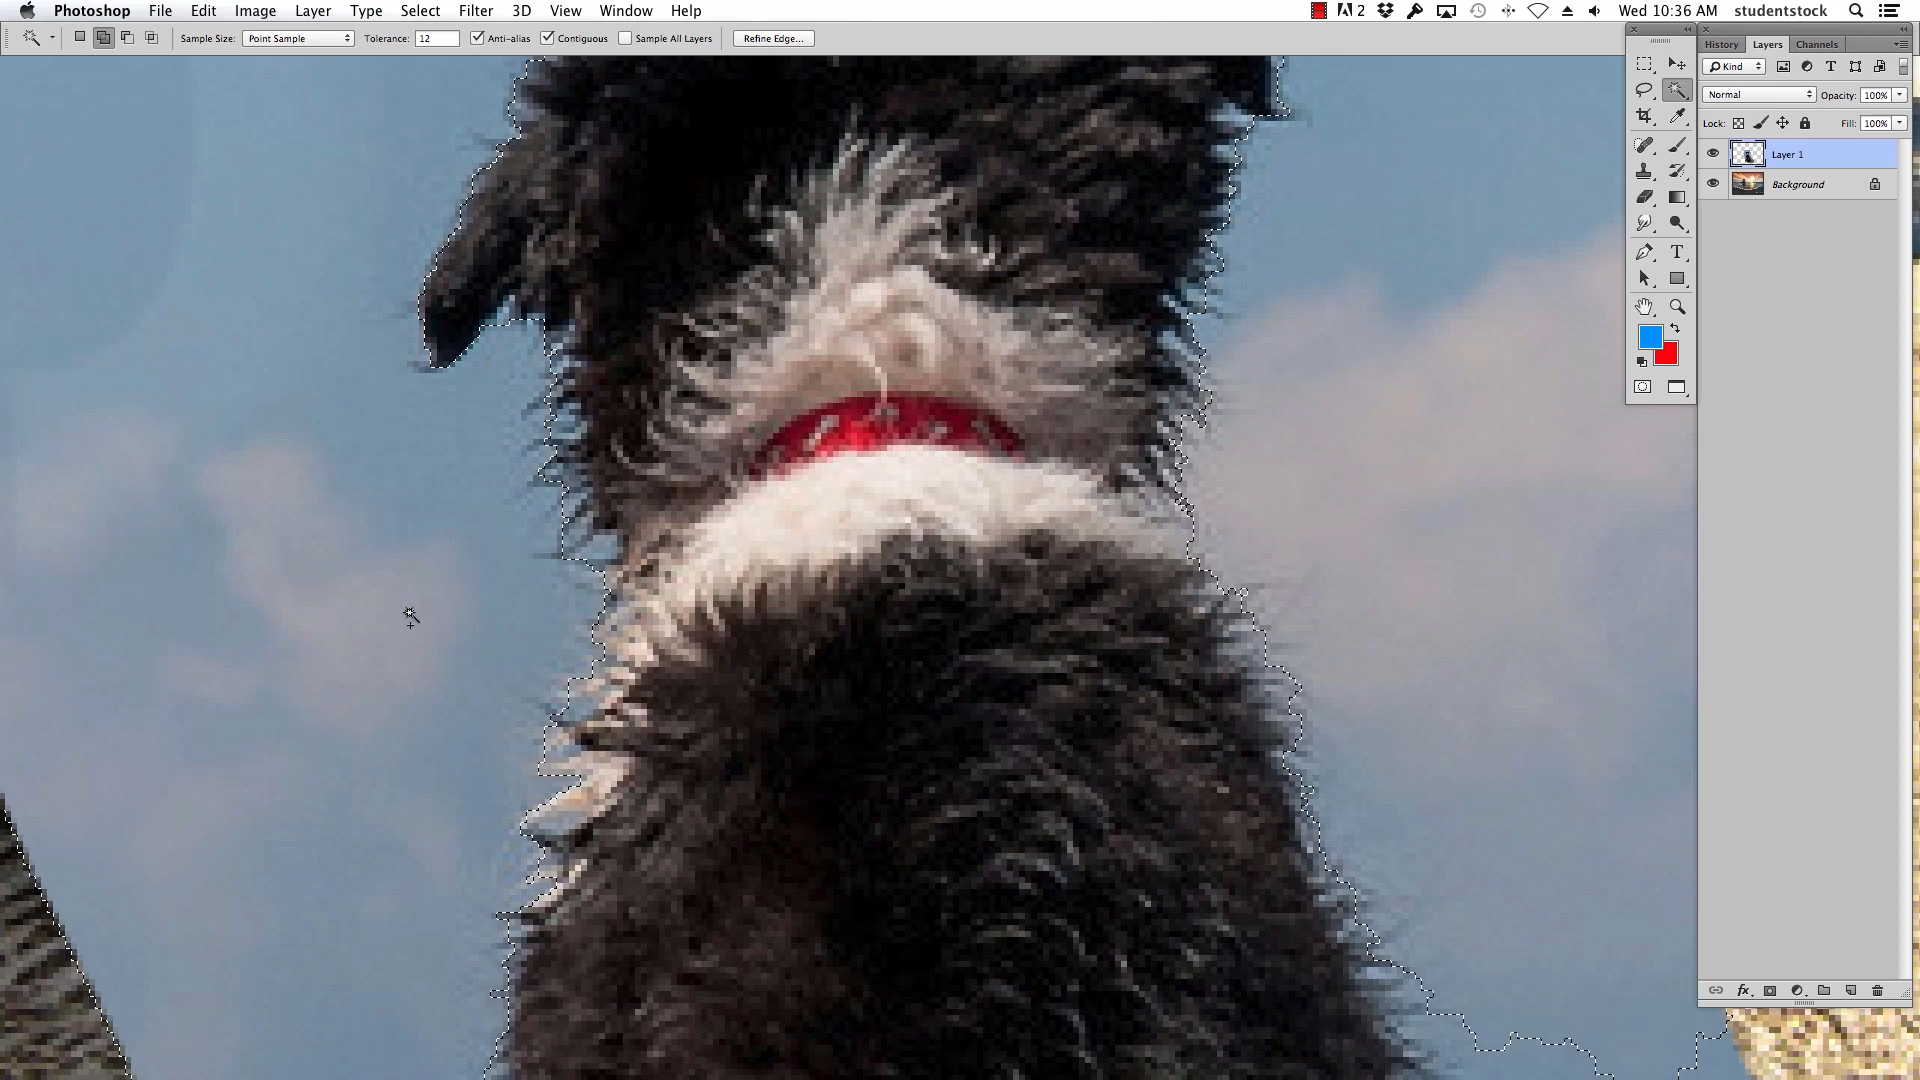 Photoshop File Edit Image Layer Type Select Filter 3D View Window Help 2 Wed 10:36 AM studentstock
Sample Size: Point Sample Tolerance: 12 Anti-alias Contiguous Sample All Layers Refine Edge...
History Layers Channels
Kind
Normal Opacity: 100%
Lock: Fill: 100%
Layer 1
Background
fx